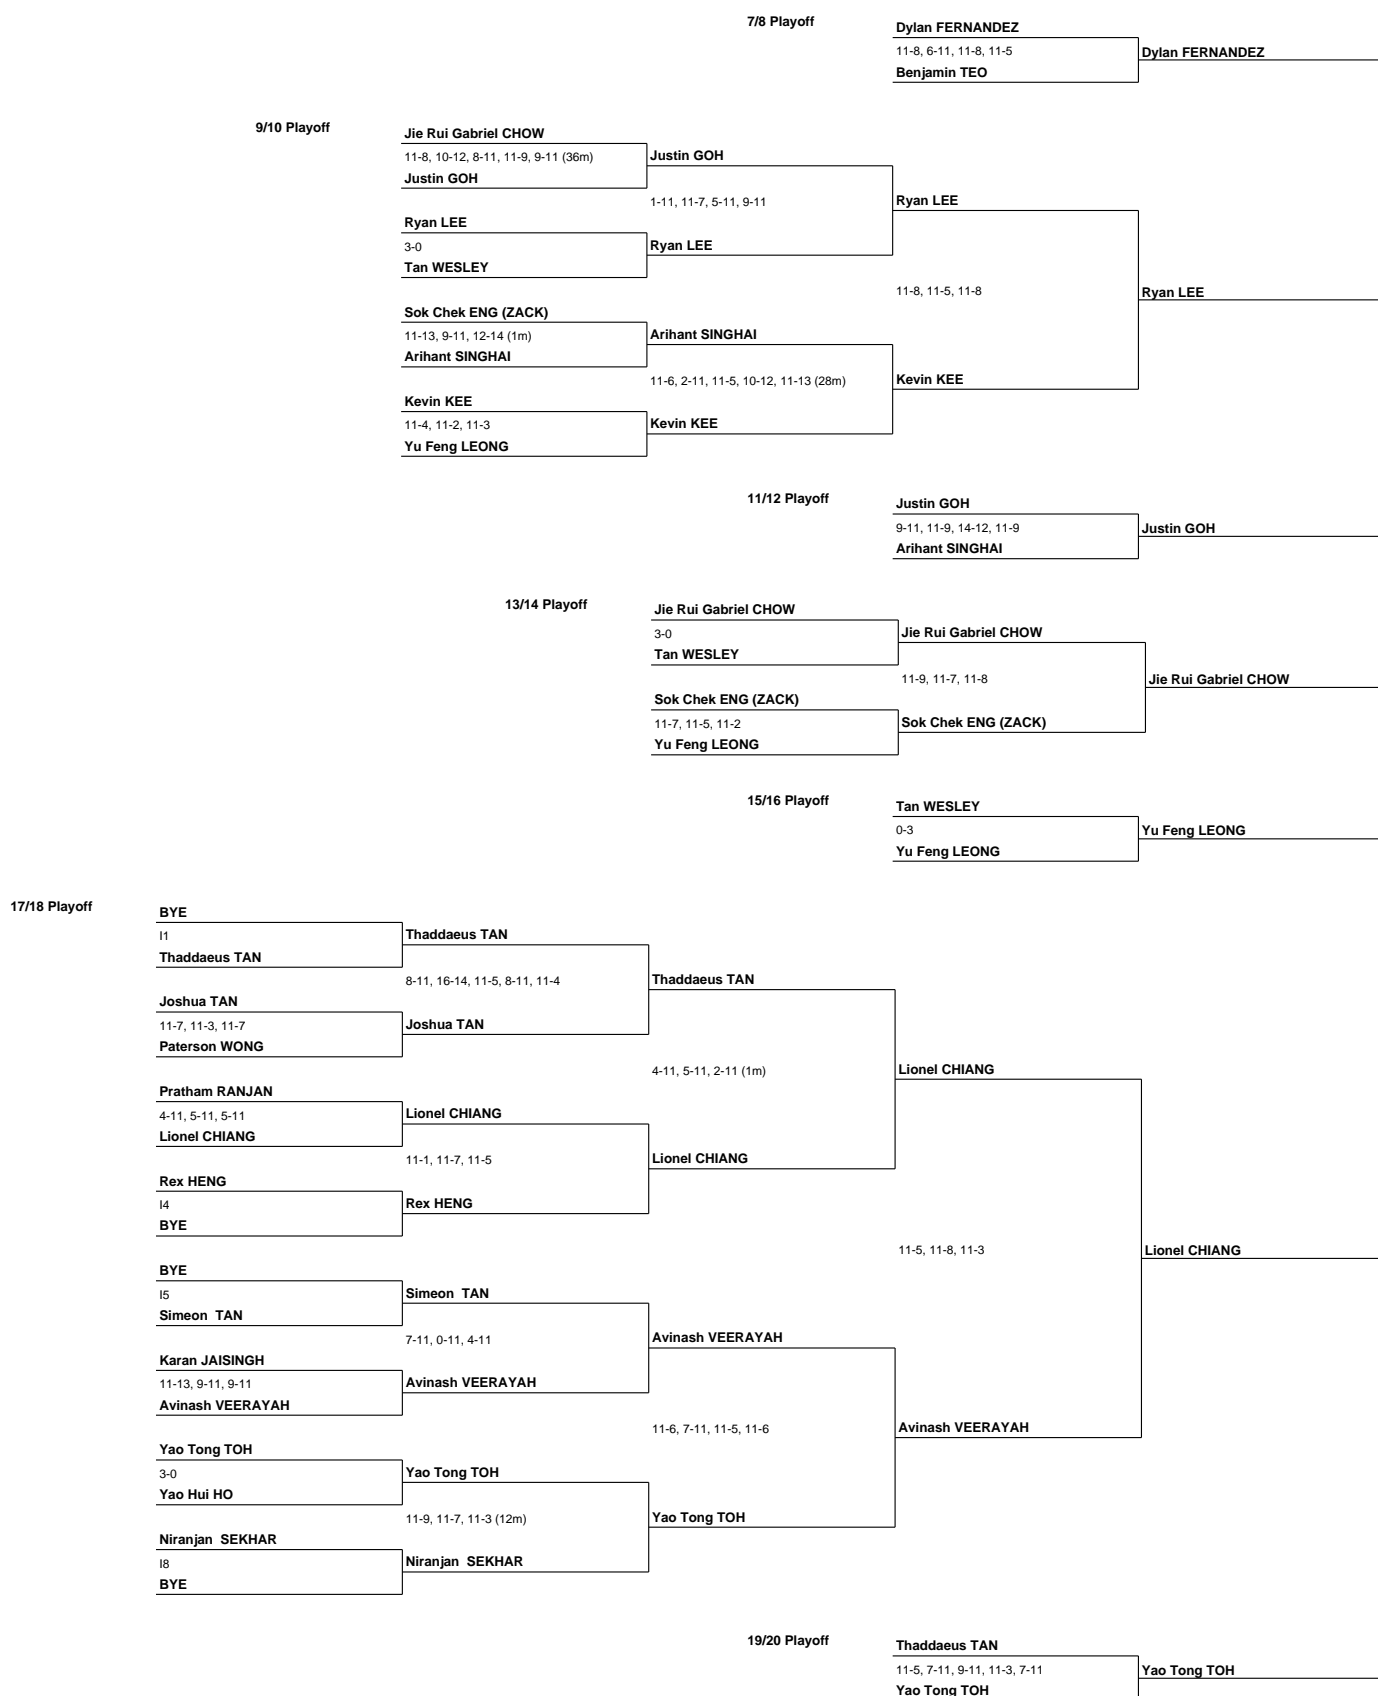 7/8 Playoff
Dylan FERNANDEZ
11-8, 6-11, 11-8, 11-5
Dylan FERNANDEZ
Benjamin TEO
9/10 Playoff
Jie Rui Gabriel CHOW
11-8, 10-12, 8-11, 11-9, 9-11 (36m)
Justin GOH
Justin GOH
1-11, 11-7, 5-11, 9-11
Ryan LEE
Ryan LEE
3-0
Ryan LEE
Tan WESLEY
11-8, 11-5, 11-8
Ryan LEE
Sok Chek ENG (ZACK)
11-13, 9-11, 12-14 (1m)
Arihant SINGHAI
Arihant SINGHAI
11-6, 2-11, 11-5, 10-12, 11-13 (28m)
Kevin KEE
Kevin KEE
11-4, 11-2, 11-3
Kevin KEE
Yu Feng LEONG
11/12 Playoff
Justin GOH
9-11, 11-9, 14-12, 11-9
Justin GOH
Arihant SINGHAI
13/14 Playoff
Jie Rui Gabriel CHOW
3-0
Jie Rui Gabriel CHOW
Tan WESLEY
11-9, 11-7, 11-8
Jie Rui Gabriel CHOW
Sok Chek ENG (ZACK)
11-7, 11-5, 11-2
Sok Chek ENG (ZACK)
Yu Feng LEONG
15/16 Playoff
Tan WESLEY
0-3
Yu Feng LEONG
Yu Feng LEONG
17/18 Playoff
BYE
I1
Thaddaeus TAN
Thaddaeus TAN
8-11, 16-14, 11-5, 8-11, 11-4
Thaddaeus TAN
Joshua TAN
11-7, 11-3, 11-7
Joshua TAN
Paterson WONG
4-11, 5-11, 2-11 (1m)
Lionel CHIANG
Pratham RANJAN
4-11, 5-11, 5-11
Lionel CHIANG
Lionel CHIANG
11-1, 11-7, 11-5
Lionel CHIANG
Rex HENG
I4
Rex HENG
BYE
11-5, 11-8, 11-3
Lionel CHIANG
BYE
I5
Simeon  TAN
Simeon  TAN
7-11, 0-11, 4-11
Avinash VEERAYAH
Karan JAISINGH
11-13, 9-11, 9-11
Avinash VEERAYAH
Avinash VEERAYAH
11-6, 7-11, 11-5, 11-6
Avinash VEERAYAH
Yao Tong TOH
3-0
Yao Tong TOH
Yao Hui HO
11-9, 11-7, 11-3 (12m)
Yao Tong TOH
Niranjan  SEKHAR
I8
Niranjan  SEKHAR
BYE
19/20 Playoff
Thaddaeus TAN
11-5, 7-11, 9-11, 11-3, 7-11
Yao Tong TOH
Yao Tong TOH